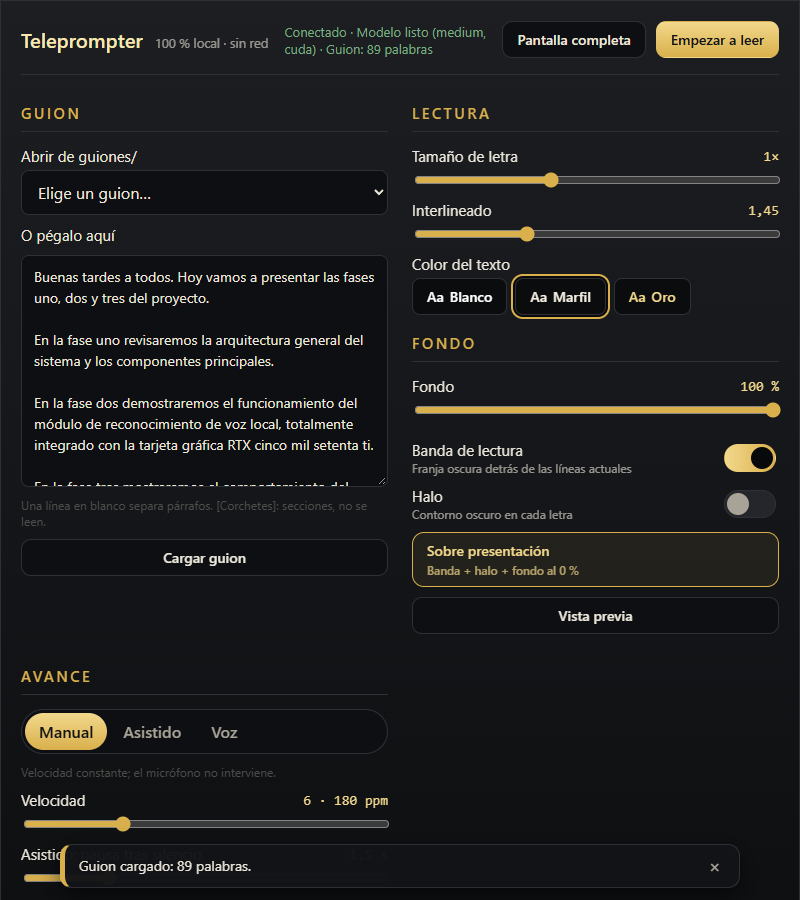 Teleprompter
100 % local · sin red
Conectado · Modelo listo (medium,
cuda) · Guion: 89 palabras
Pantalla completa
Empezar a leer
GUION
Abrir de guiones/
Elige un guion...
O pégalo aquí
Buenas tardes a todos. Hoy vamos a presentar las fases
uno, dos y tres del proyecto.
En la fase uno revisaremos la arquitectura general del
sistema y los componentes principales.
En la fase dos demostraremos el funcionamiento del
módulo de reconocimiento de voz local, totalmente
integrado con la tarjeta gráfica RTX cinco mil setenta ti.
En la fase tres mostraremos el comportamiento del
Una línea en blanco separa párrafos. [Corchetes]: secciones, no se
leen.
Cargar guion
LECTURA
Tamaño de letra
1×
Interlineado
1,45
Color del texto
Aa Blanco
Aa Marfil
Aa Oro
FONDO
Fondo
100 %
Banda de lectura
Franja oscura detrás de las líneas actuales
Halo
Contorno oscuro en cada letra
Sobre presentación
Banda + halo + fondo al 0 %
Vista previa
AVANCE
Manual
Asistido
Voz
Velocidad constante; el micrófono no interviene.
Velocidad
6 · 180 ppm
Guion cargado: 89 palabras.
×